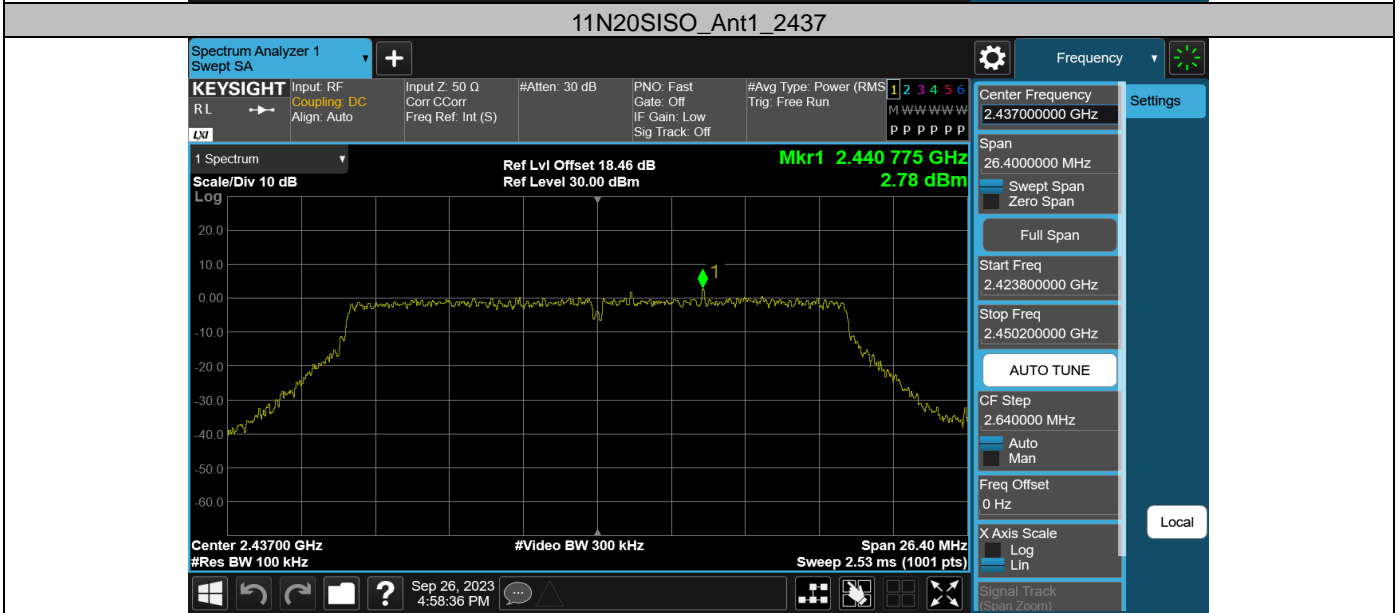 11N20SISO_Ant1_2437
Spectrum Analyzer 1
Swept SA
+
Frequency
KEYSIGHT
R L
LXI
Input: RF
Coupling: DC
Align: Auto
Input Z: 50 Ω
Corr CCorr
Freq Ref: Int (S)
#Atten: 30 dB
PNO: Fast
Gate: Off
IF Gain: Low
Sig Track: Off
#Avg Type: Power (RMS
Trig: Free Run
1 2 3 4 5 6
M W W W W W
P P P P P P
1 Spectrum
Scale/Div 10 dB
Log
Ref Lvl Offset 18.46 dB
Ref Level 30.00 dBm
Mkr1 2.440 775 GHz
2.78 dBm
20.0
10.0
0.00
-10.0
-20.0
-30.0
-40.0
-50.0
-60.0
1
Center 2.43700 GHz
#Res BW 100 kHz
#Video BW 300 kHz
Span 26.40 MHz
Sweep 2.53 ms (1001 pts)
Center Frequency
2.437000000 GHz
Span
26.4000000 MHz
Swept Span
Zero Span
Full Span
Start Freq
2.423800000 GHz
Stop Freq
2.450200000 GHz
AUTO TUNE
CF Step
2.640000 MHz
Auto
Man
Freq Offset
0 Hz
X Axis Scale
Log
Lin
Signal Track
(Span Zoom)
Settings
Local
?
Sep 26, 2023
4:58:36 PM